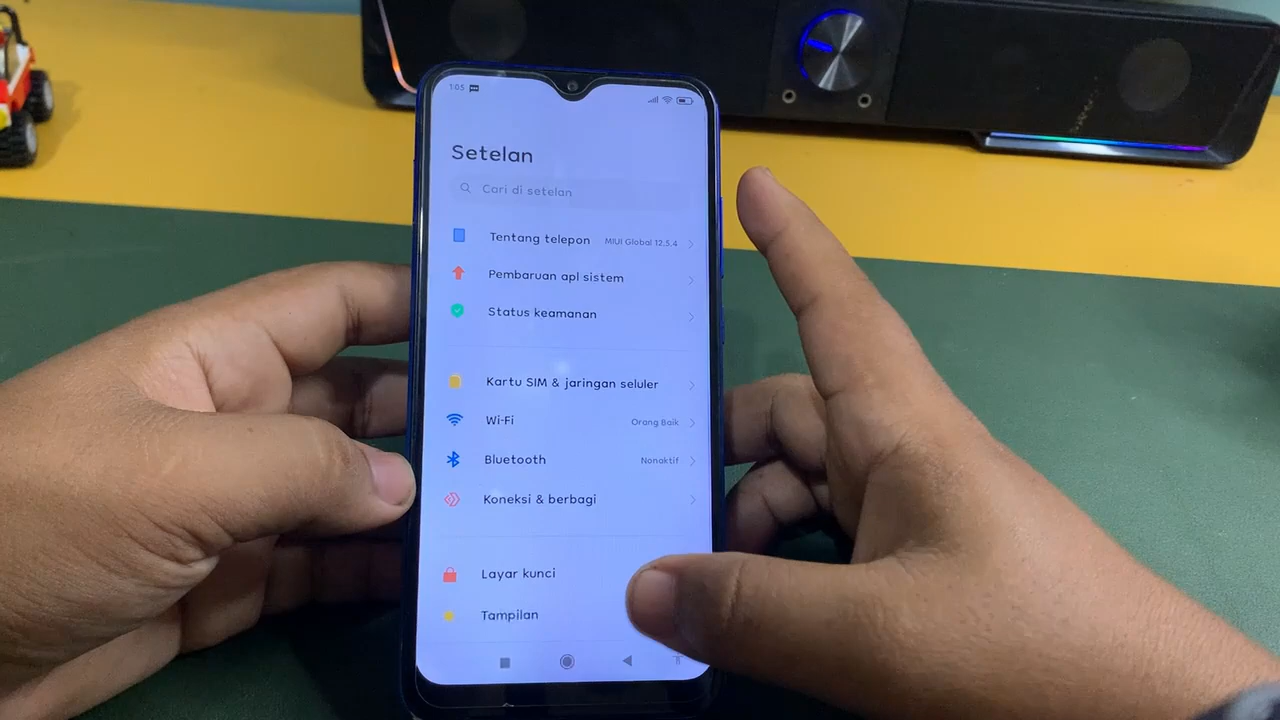 1:05
Setelan
Cari di setelan
Tentang telepon MIUI Global 12.5.4
Pembaruan apl sistem
Status keamanan
Kartu SIM & jaringan seluler
Wi-Fi Orang Baik
Bluetooth Nonaktif
Koneksi & berbagi
Layar kunci
Tampilan